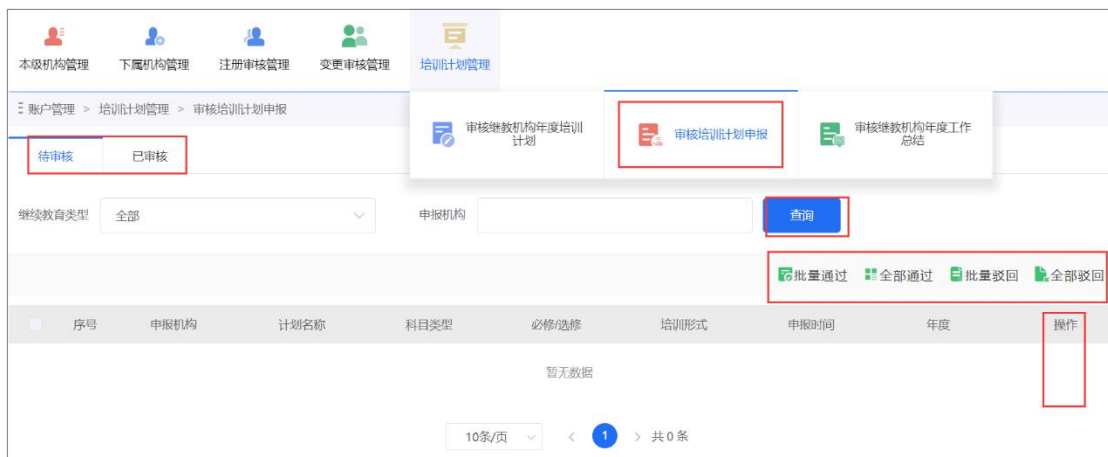 本级机构管理 下属机构管理 注册审核管理 变更审核管理 培训计划管理
账户管理 > 培训计划管理 > 审核培训计划申报
审核继教机构年度培训
计划
审核培训计划申报
审核继教机构年度工作
总结
待审核 已审核
继续教育类型 全部 申报机构 查询
批量通过 全部通过 批量驳回 全部驳回
序号 申报机构 计划名称 科目类型 必修/选修 培训形式 申报时间 年度 操作
暂无数据
10条/页 < 1 > 共 0 条